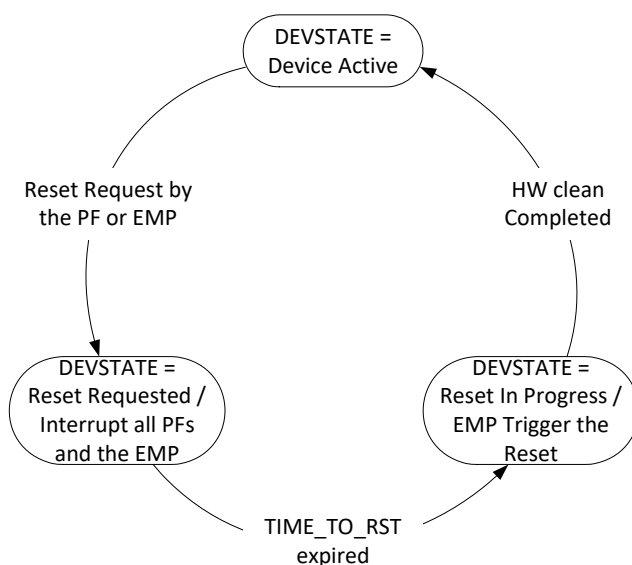 DEVSTATE =
Device Active
Reset Request by
the PF or EMP
HW clean
Completed
DEVSTATE =
Reset Requested /
Interrupt all PFs
and the EMP
DEVSTATE =
Reset In Progress /
EMP Trigger the
Reset
TIME_TO_RST
expired